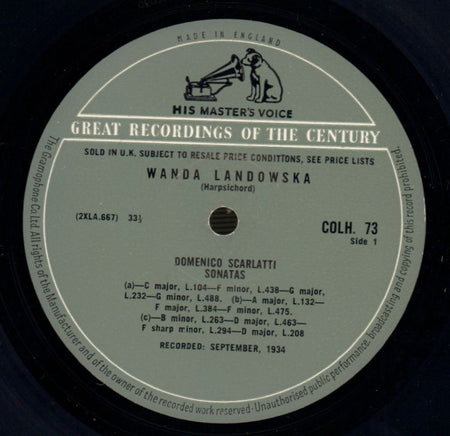 MADE IN ENGLAND
HIS MASTER'S VOICE
GREAT RECORDINGS OF THE CENTURY
SOLD IN U.K. SUBJECT TO RESALE PRICE CONDITIONS, SEE PRICE LISTS
WANDA LANDOWSKA
(Harpsichord)
(2XLA.667) 33⅓
COLH. 73
Side 1
DOMENICO SCARLATTI
SONATAS
(a)—C major, L.104—F minor, L.438—G major,
L.232—G minor, L.488. (b)—A major, L.132—
F major, L.384—F minor, L.475.
(c)—B minor, L.263—D major, L.463—
F sharp minor, L.294—D major, L.208
RECORDED: SEPTEMBER, 1934
The Gramophone Co. Ltd. All rights of the Manufacturer and of the owner of the recorded work reserved · Unauthorised public performance, broadcasting and copying of this record prohibited.